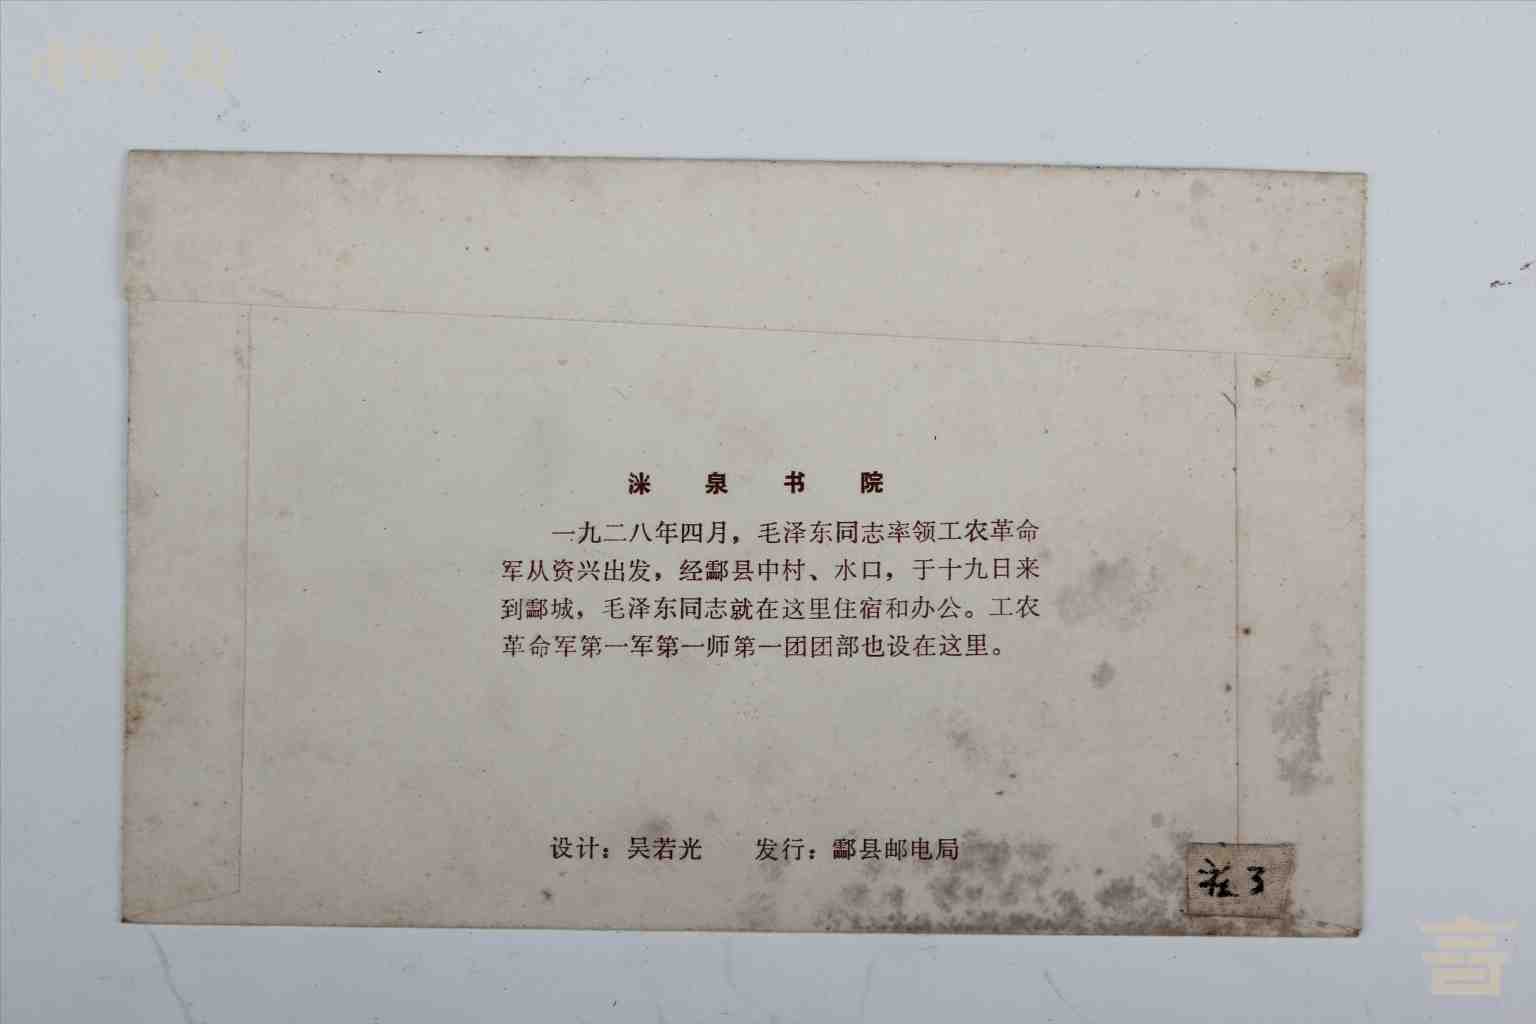 洣泉书院
一九二八年四月，毛泽东同志率领工农革命
军从资兴出发，经酃县中村、水口，于十九日来
到酃城，毛泽东同志就在这里住宿和办公。工农
革命军第一军第一师第一团团部也设在这里。
设计：吴若光 发行：酃县邮电局
3